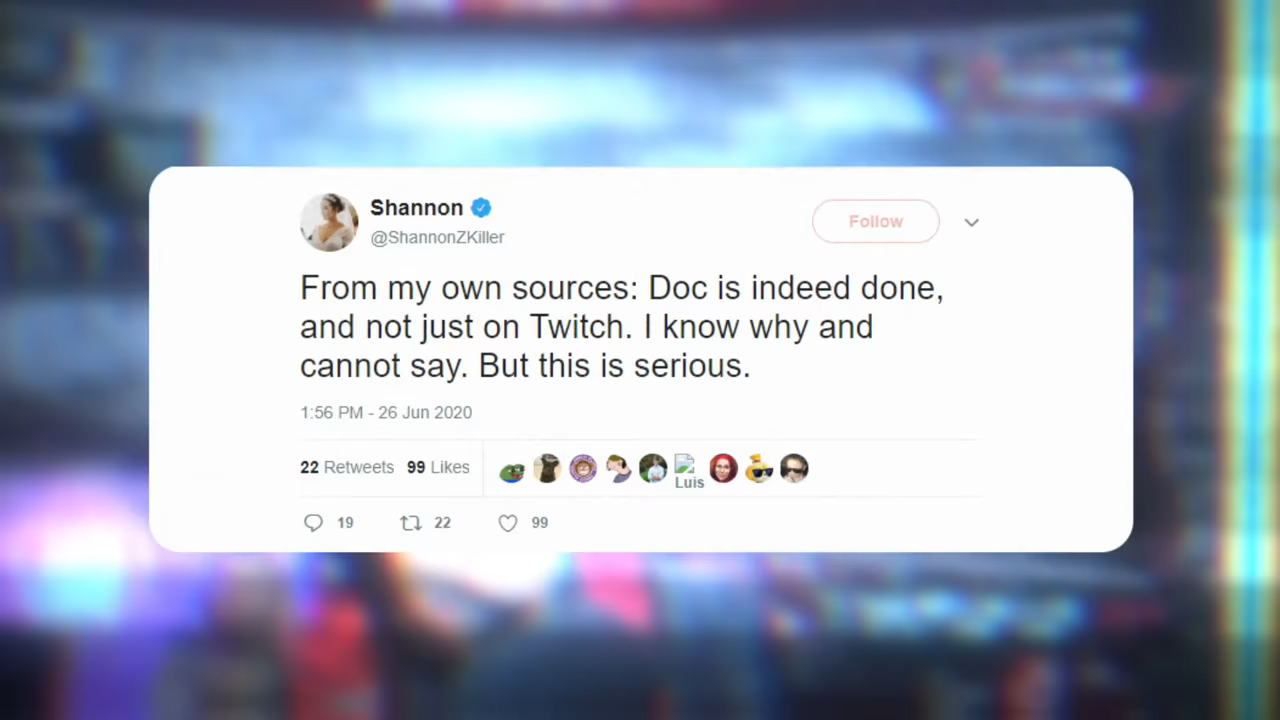 Shannon
@ShannonZKiller
Follow
From my own sources: Doc is indeed done,
and not just on Twitch. I know why and
cannot say. But this is serious.
1:56 PM - 26 Jun 2020
22 Retweets 99 Likes
Luis
19 22 99